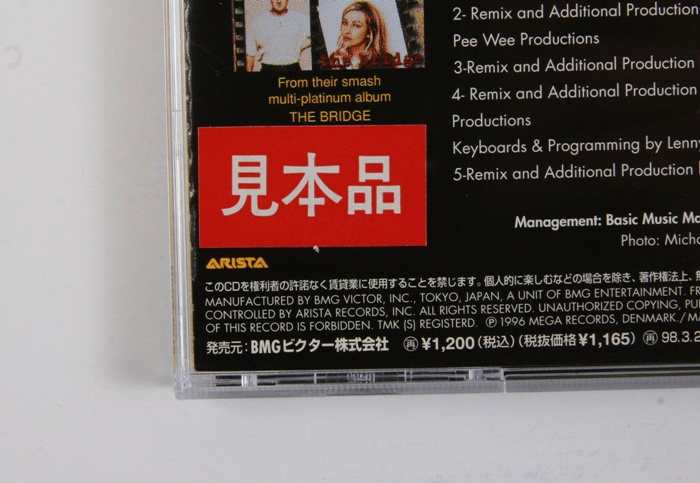 the bridge
From their smash
multi-platinum album
THE BRIDGE
見本品
2- Remix and Additional Production
Pee Wee Productions
3-Remix and Additional Production
4- Remix and Additional Production
Productions
Keyboards & Programming by Lenny
5-Remix and Additional Production
Management: Basic Music Ma
Photo: Micha
ARISTA
このCDを権利者の許諾なく賃貸業に使用することを禁じます。個人的に楽しむなどの場合を除き、著作権法上、
MANUFACTURED BY BMG VICTOR, INC., TOKYO, JAPAN, A UNIT OF BMG ENTERTAINMENT. FR
CONTROLLED BY ARISTA RECORDS, INC. ALL RIGHTS RESERVED. UNAUTHORIZED COPYING, PU
OF THIS RECORD IS FORBIDDEN. TMK (S) REGISTERD. Ⓟ1996 MEGA RECORDS, DENMARK./MA
発売元:BMGビクター株式会社 ㊢¥1,200(税込)(税抜価格¥1,165) 98.3.2